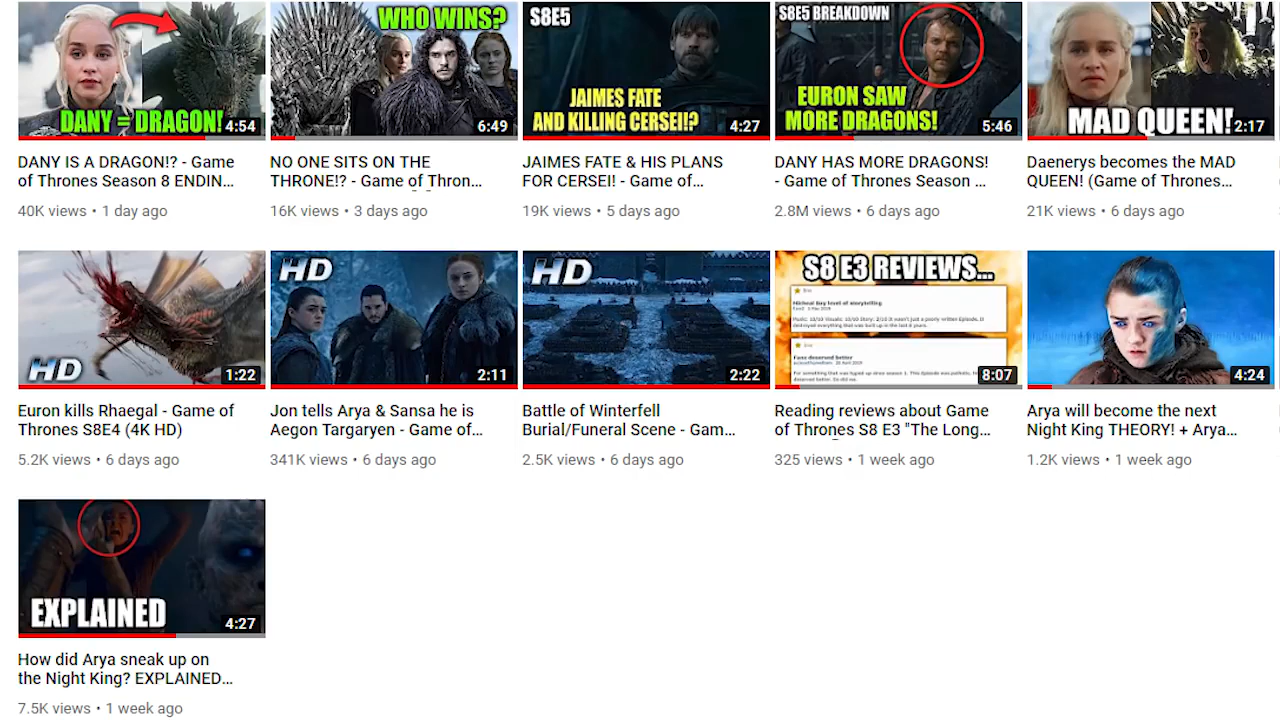 DANY = DRAGON!
4:54
DANY IS A DRAGON!? - Game
of Thrones Season 8 ENDIN...
40K views • 1 day ago
WHO WINS?
6:49
NO ONE SITS ON THE
THRONE!? - Game of Thron...
16K views • 3 days ago
S8E5
JAIMES FATE
AND KILLING CERSEI!?
4:27
JAIMES FATE & HIS PLANS
FOR CERSEI! - Game of...
19K views • 5 days ago
S8E5 BREAKDOWN
EURON SAW
MORE DRAGONS!
5:46
DANY HAS MORE DRAGONS!
- Game of Thrones Season ...
2.8M views • 6 days ago
MAD QUEEN!
2:17
Daenerys becomes the MAD
QUEEN! (Game of Thrones...
21K views • 6 days ago
HD
1:22
Euron kills Rhaegal - Game of
Thrones S8E4 (4K HD)
5.2K views • 6 days ago
HD
2:11
Jon tells Arya & Sansa he is
Aegon Targaryen - Game of...
341K views • 6 days ago
HD
2:22
Battle of Winterfell
Burial/Funeral Scene - Gam...
2.5K views • 6 days ago
S8 E3 REVIEWS...
Micheal Bay level of storytelling
Fans deserved better
8:07
Reading reviews about Game
of Thrones S8 E3 "The Long...
325 views • 1 week ago
4:24
Arya will become the next
Night King THEORY! + Arya...
1.2K views • 1 week ago
EXPLAINED
4:27
How did Arya sneak up on
the Night King? EXPLAINED...
7.5K views • 1 week ago